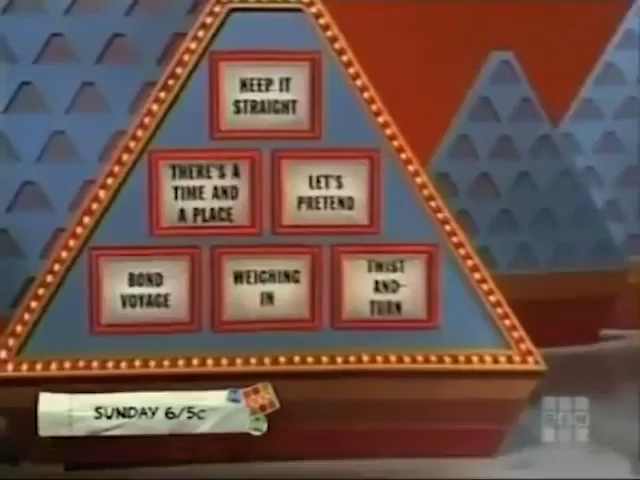 KEEP IT
STRAIGHT
THERE'S A
TIME AND
A PLACE
LET'S
PRETEND
BOND
VOYAGE
WEIGHING
IN
TWIST
AND
TURN
SUNDAY 6/5c